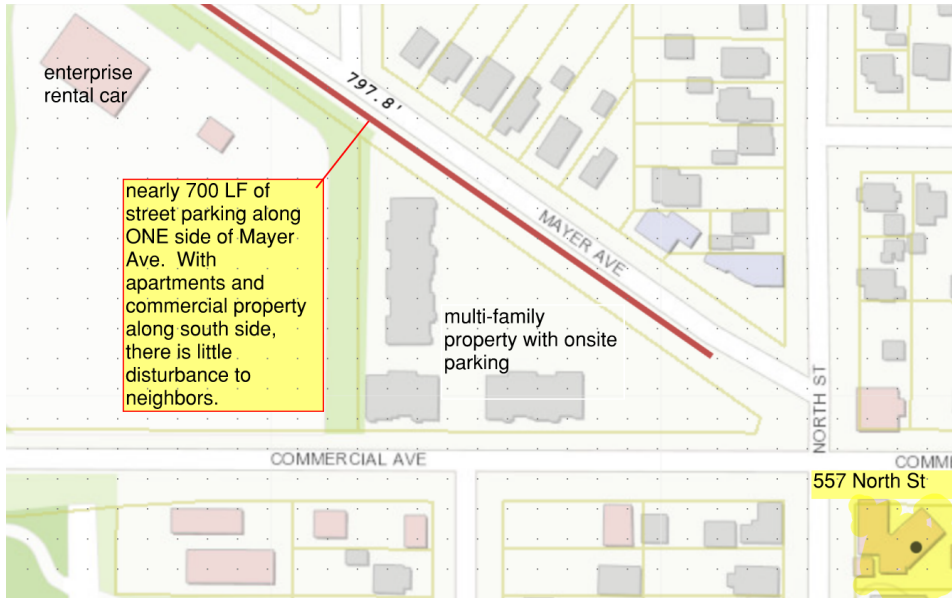 enterprise
rental car
797.8'
nearly 700 LF of
street parking along
ONE side of Mayer
Ave. With
apartments and
commercial property
along south side,
there is little
disturbance to
neighbors.
MAYER AVE
multi-family
property with onsite
parking
NORTH ST
COMMERCIAL AVE
COMM
557 North St